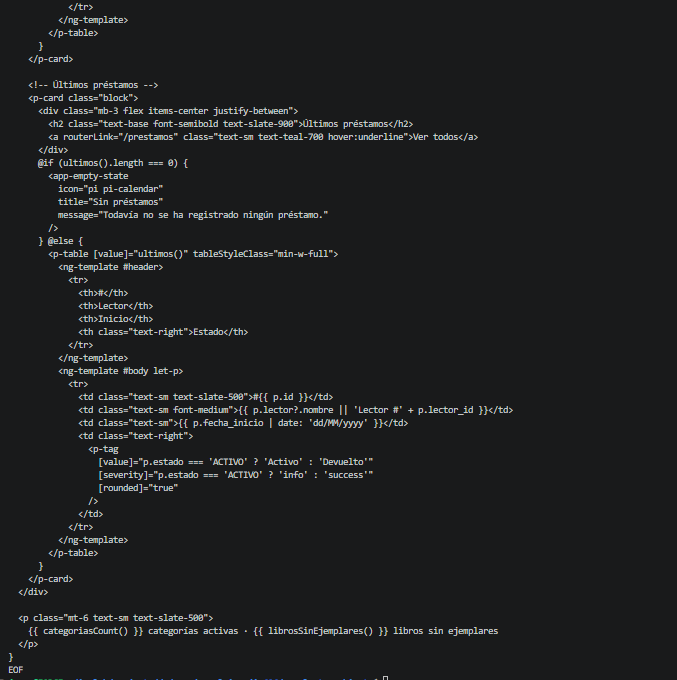 </tr>
</ng-template>
</p-table>
}
</p-card>
<!-- Últimos préstamos -->
<p-card class="block">
<div class="mb-3 flex items-center justify-between">
<h2 class="text-base font-semibold text-slate-900">Últimos préstamos</h2>
<a routerLink="/prestamos" class="text-sm text-teal-700 hover:underline">Ver todos</a>
</div>
@if (ultimos().length === 0) {
<app-empty-state
icon="pi pi-calendar"
title="Sin préstamos"
message="Todavía no se ha registrado ningún préstamo."
/>
} @else {
<p-table [value]="ultimos()" tableStyleClass="min-w-full">
<ng-template #header>
<tr>
<th>#</th>
<th>Lector</th>
<th>Inicio</th>
<th class="text-right">Estado</th>
</tr>
</ng-template>
<ng-template #body let-p>
<tr>
<td class="text-sm text-slate-500">#{{ p.id }}</td>
<td class="text-sm font-medium">{{ p.lector?.nombre || 'Lector #' + p.lector_id }}</td>
<td class="text-sm">{{ p.fecha_inicio | date: 'dd/MM/yyyy' }}</td>
<td class="text-right">
<p-tag
[value]="p.estado === 'ACTIVO' ? 'Activo' : 'Devuelto'"
[severity]="p.estado === 'ACTIVO' ? 'info' : 'success'"
[rounded]="true"
/>
</td>
</tr>
</ng-template>
</p-table>
}
</p-card>
</div>
<p class="mt-6 text-sm text-slate-500">
{{ categoriasCount() }} categorías activas · {{ librosSinEjemplares() }} libros sin ejemplares
</p>
}
EOF